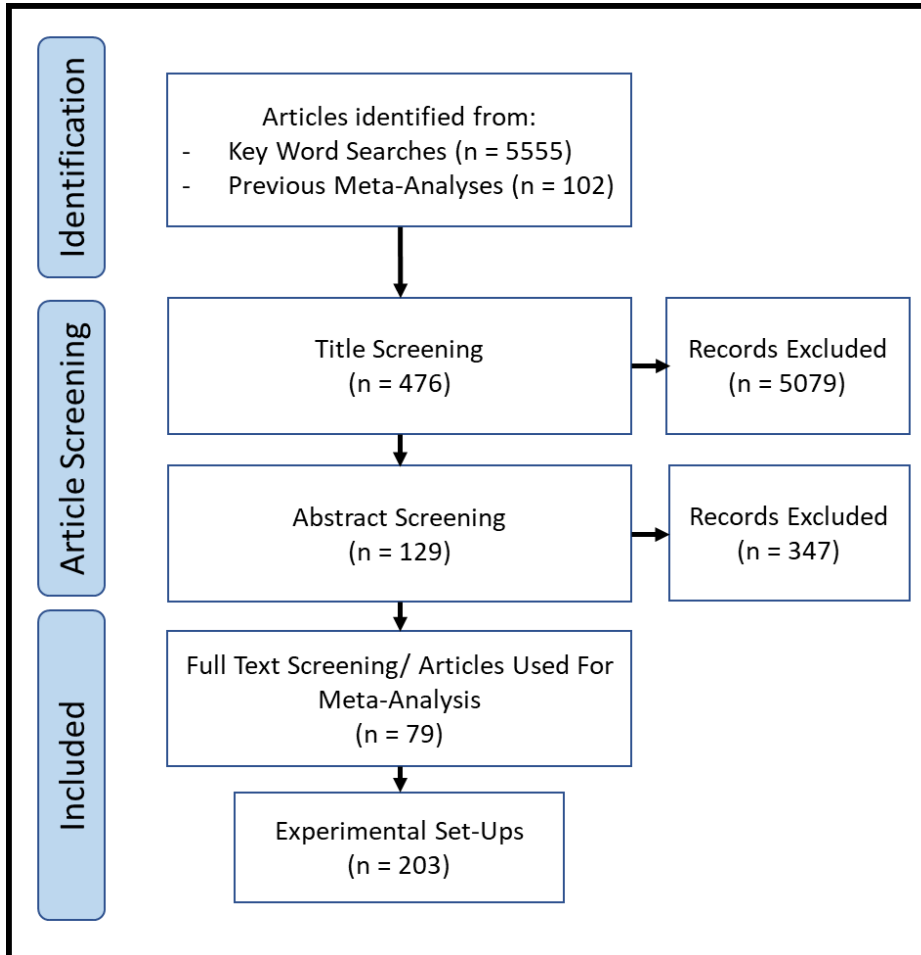 Identification
Articles identified from:
- Key Word Searches (n = 5555)
- Previous Meta-Analyses (n = 102)
Article Screening
Title Screening
(n = 476)
Records Excluded
(n = 5079)
Abstract Screening
(n = 129)
Records Excluded
(n = 347)
Included
Full Text Screening/ Articles Used For
Meta-Analysis
(n = 79)
Experimental Set-Ups
(n = 203)